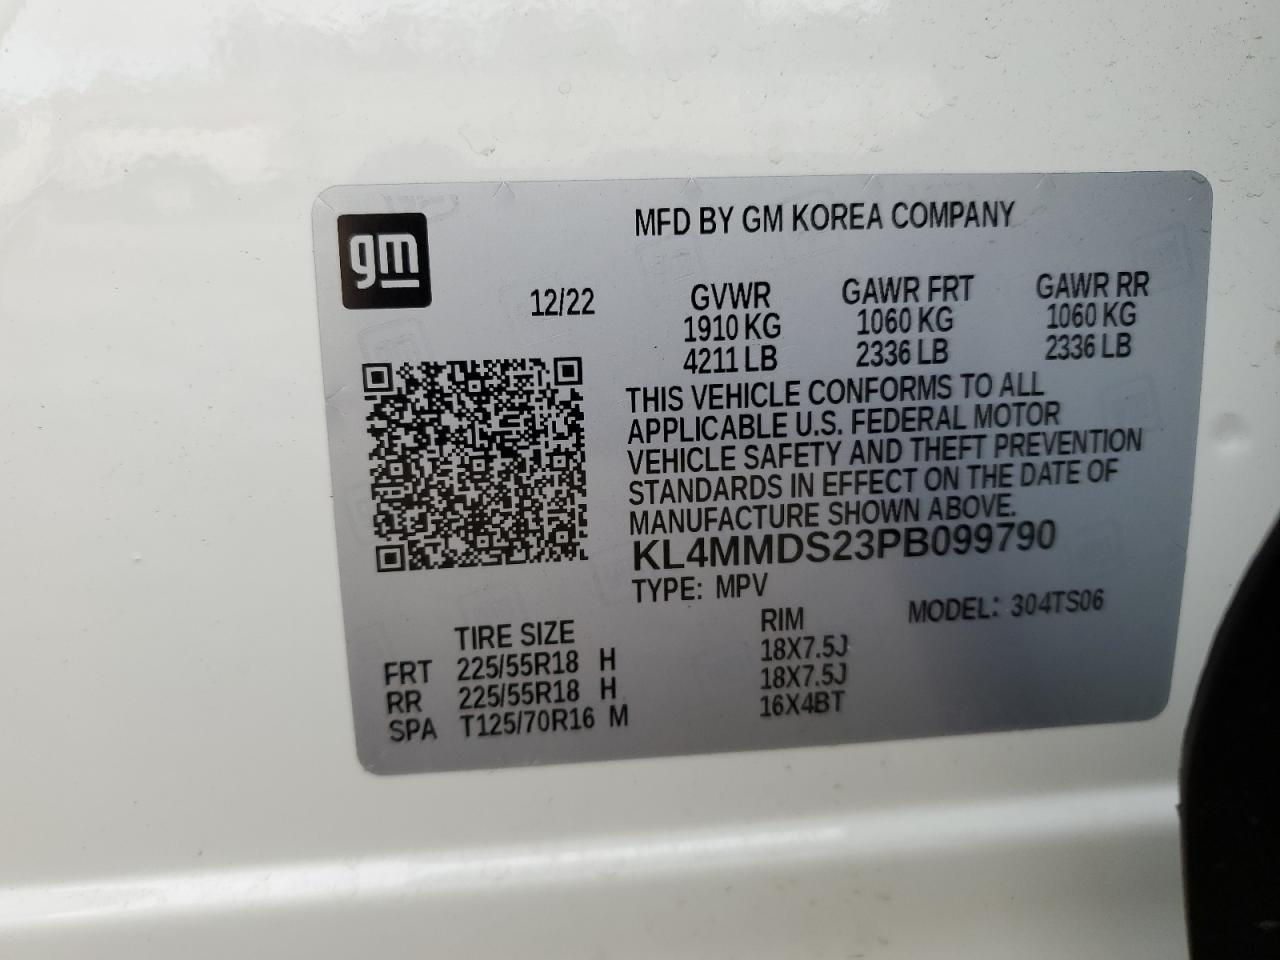 gm
MFD BY GM KOREA COMPANY
12/22
GVWR GAWR FRT GAWR RR
1910 KG 1060 KG 1060 KG
4211 LB 2336 LB 2336 LB
THIS VEHICLE CONFORMS TO ALL
APPLICABLE U.S. FEDERAL MOTOR
VEHICLE SAFETY AND THEFT PREVENTION
STANDARDS IN EFFECT ON THE DATE OF
MANUFACTURE SHOWN ABOVE.
KL4MMDS23PB099790
TYPE: MPV
MODEL: 304TS06
TIRE SIZE RIM
FRT 225/55R18 H 18X7.5J
RR 225/55R18 H 18X7.5J
SPA T125/70R16 M 16X4BT